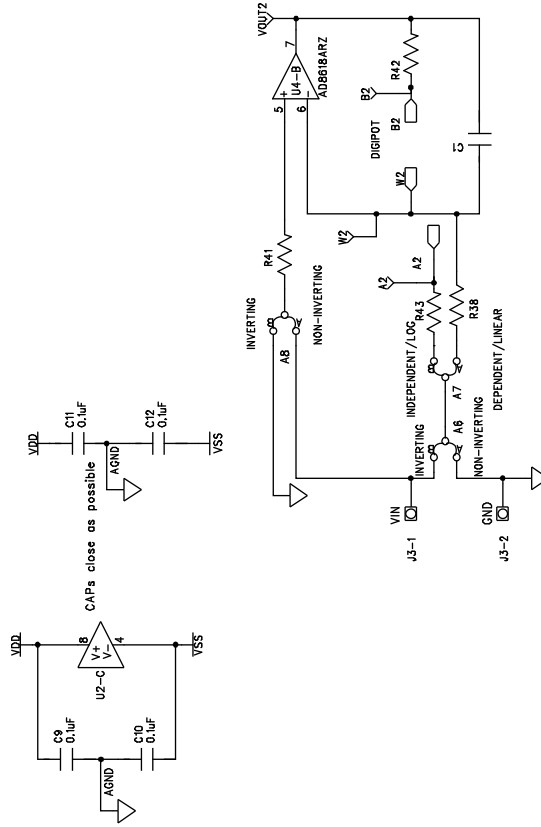 VDD
C9
0.1uF
8
V+
V-
U2-C
4
AGND
C10
0.1uF
VSS
CAPs close as possible
VDD
C11
0.1uF
AGND
C12
0.1uF
VSS
INVERTING
B
A
A8
NON-INVERTING
R41
5
6
+
-
U4-B
AD8618ARZ
7
VOUT2
VIN
J3-1
GND
J3-2
INVERTING
B
A
A6
NON-INVERTING
INDEPENDENT/LOG
B
A
A7
DEPENDENT/LINEAR
R43
R38
A2
A2
W2
W2
DIGIPOT
B2
B2
R42
C1